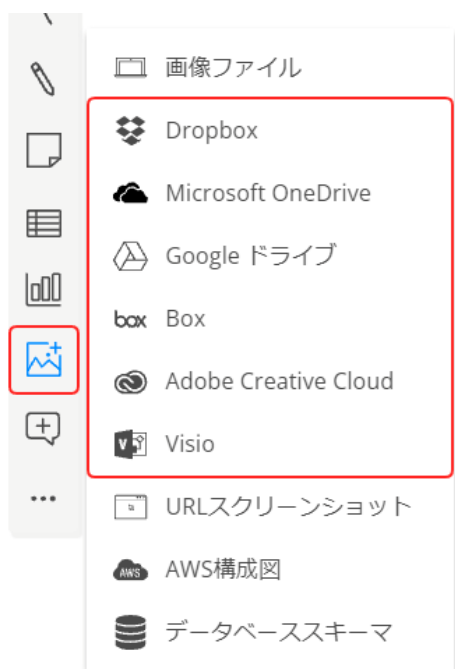 画像ファイル
Dropbox
Microsoft OneDrive
Google ドライブ
box Box
Adobe Creative Cloud
V Visio
URLスクリーンショット
AWS AWS構成図
データベーススキーマ